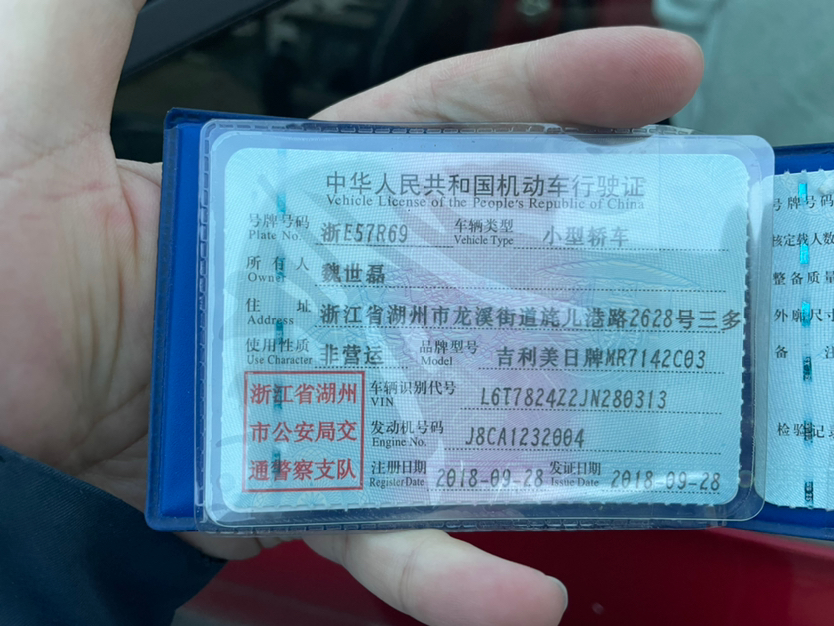 中华人民共和国机动车行驶证
Vehicle License of the People's Republic of China
号牌号码 浙E57R69 车辆类型 小型轿车
Plate No. Vehicle Type
所有人 魏世磊
Owner
住址 浙江省湖州市龙溪街道旄儿港路2628号三多
Address
使用性质 非营运 品牌型号 吉利美日牌MR7142C03
Use Character Model
浙江省湖州
市公安局交
通警察支队
车辆识别代号 L6T7824Z2JN280313
VIN
发动机号码 J8CA1232004
Engine No.
注册日期 2018-09-28 发证日期 2018-09-28
Register Date Issue Date
号牌号码
核定载人数
整备质量
外廓尺寸
备注
检验记录